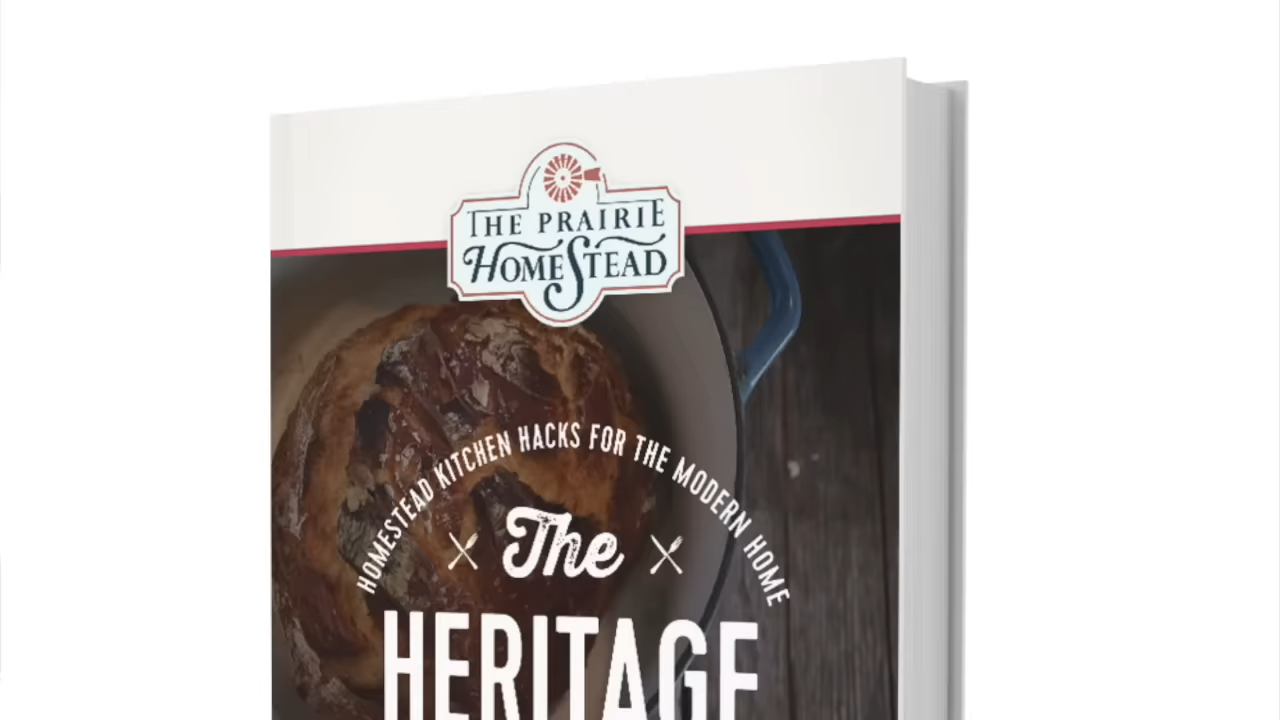 THE PRAIRIE
HOMESTEAD
HOMESTEAD KITCHEN HACKS FOR THE MODERN HOME
The
HERITAGE